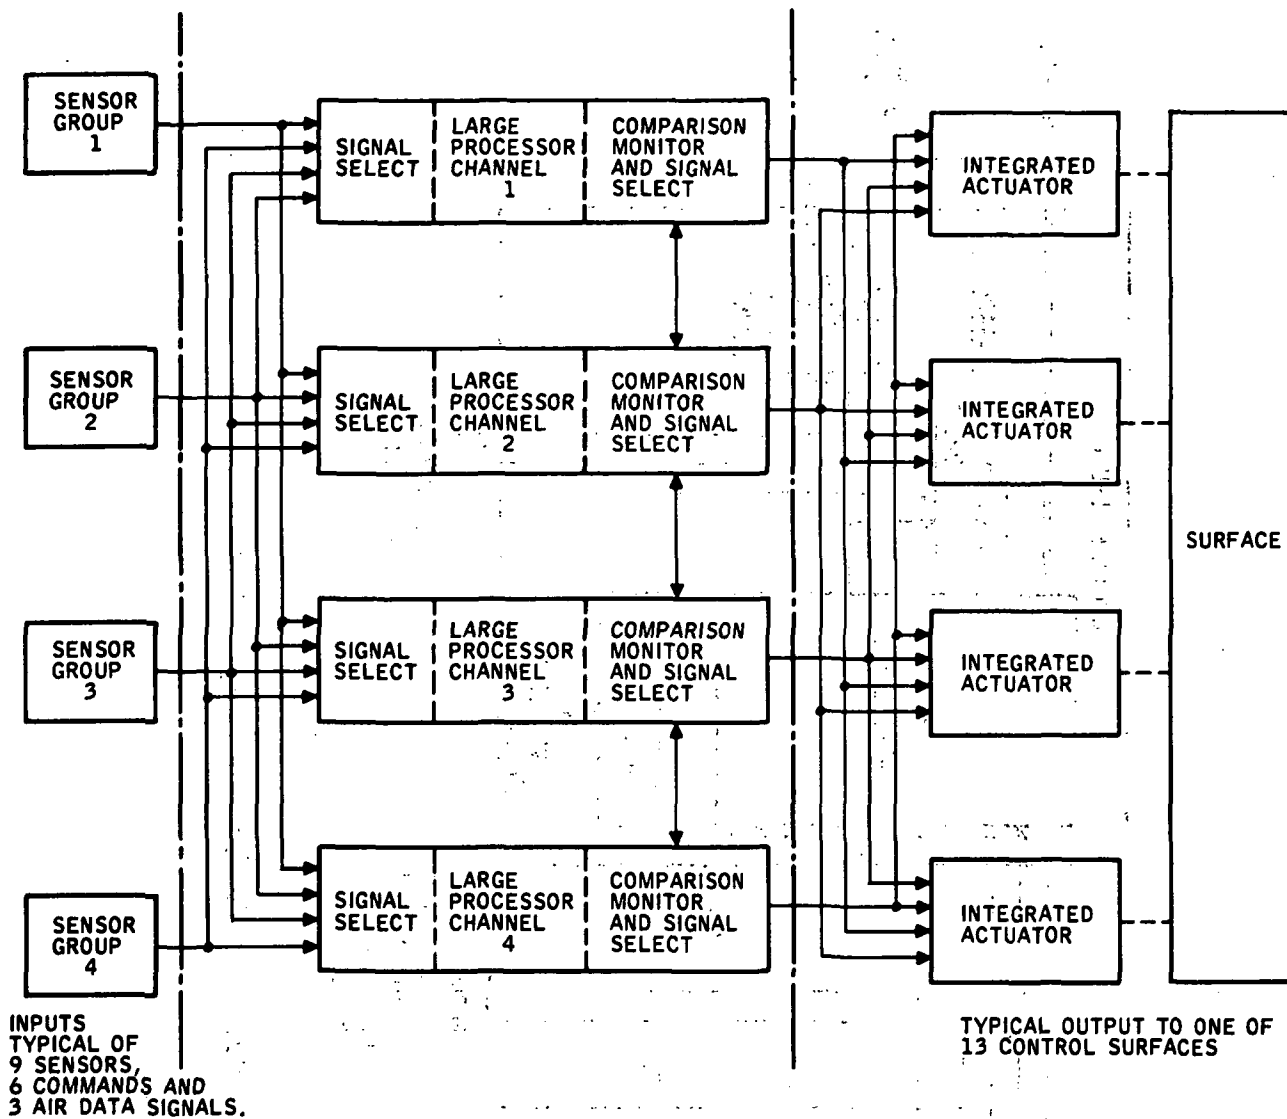 SENSOR
GROUP
1
SIGNAL
SELECT
LARGE
PROCESSOR
CHANNEL
1
COMPARISON
MONITOR
AND SIGNAL
SELECT
INTEGRATED
ACTUATOR
SENSOR
GROUP
2
SIGNAL
SELECT
LARGE
PROCESSOR
CHANNEL
2
COMPARISON
MONITOR
AND SIGNAL
SELECT
INTEGRATED
ACTUATOR
SURFACE
SENSOR
GROUP
3
SIGNAL
SELECT
LARGE
PROCESSOR
CHANNEL
3
COMPARISON
MONITOR
AND SIGNAL
SELECT
INTEGRATED
ACTUATOR
SENSOR
GROUP
4
SIGNAL
SELECT
LARGE
PROCESSOR
CHANNEL
4
COMPARISON
MONITOR
AND SIGNAL
SELECT
INTEGRATED
ACTUATOR
INPUTS
TYPICAL OF
9 SENSORS,
6 COMMANDS AND
3 AIR DATA SIGNALS.
TYPICAL OUTPUT TO ONE OF
13 CONTROL SURFACES